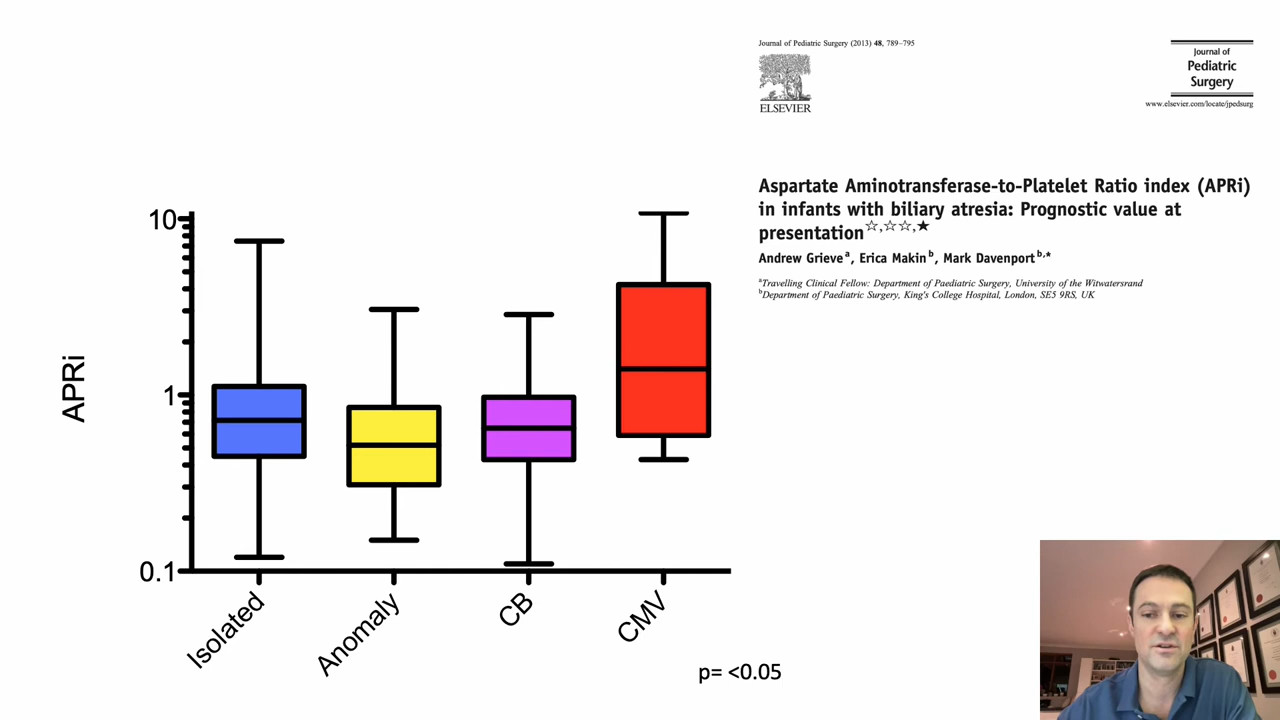 Journal of Pediatric Surgery (2013) 48, 789–795
ELSEVIER
Journal of
Pediatric
Surgery
www.elsevier.com/locate/jpedsurg
Aspartate Aminotransferase-to-Platelet Ratio index (APRi)
in infants with biliary atresia: Prognostic value at
presentation☆,☆☆,★
Andrew Grieve a, Erica Makin b, Mark Davenport b,*
a Travelling Clinical Fellow: Department of Paediatric Surgery, University of the Witwatersrand
b Department of Paediatric Surgery, King's College Hospital, London, SE5 9RS, UK
APRi
10
1
0.1
Isolated
Anomaly
CB
CMV
p= <0.05